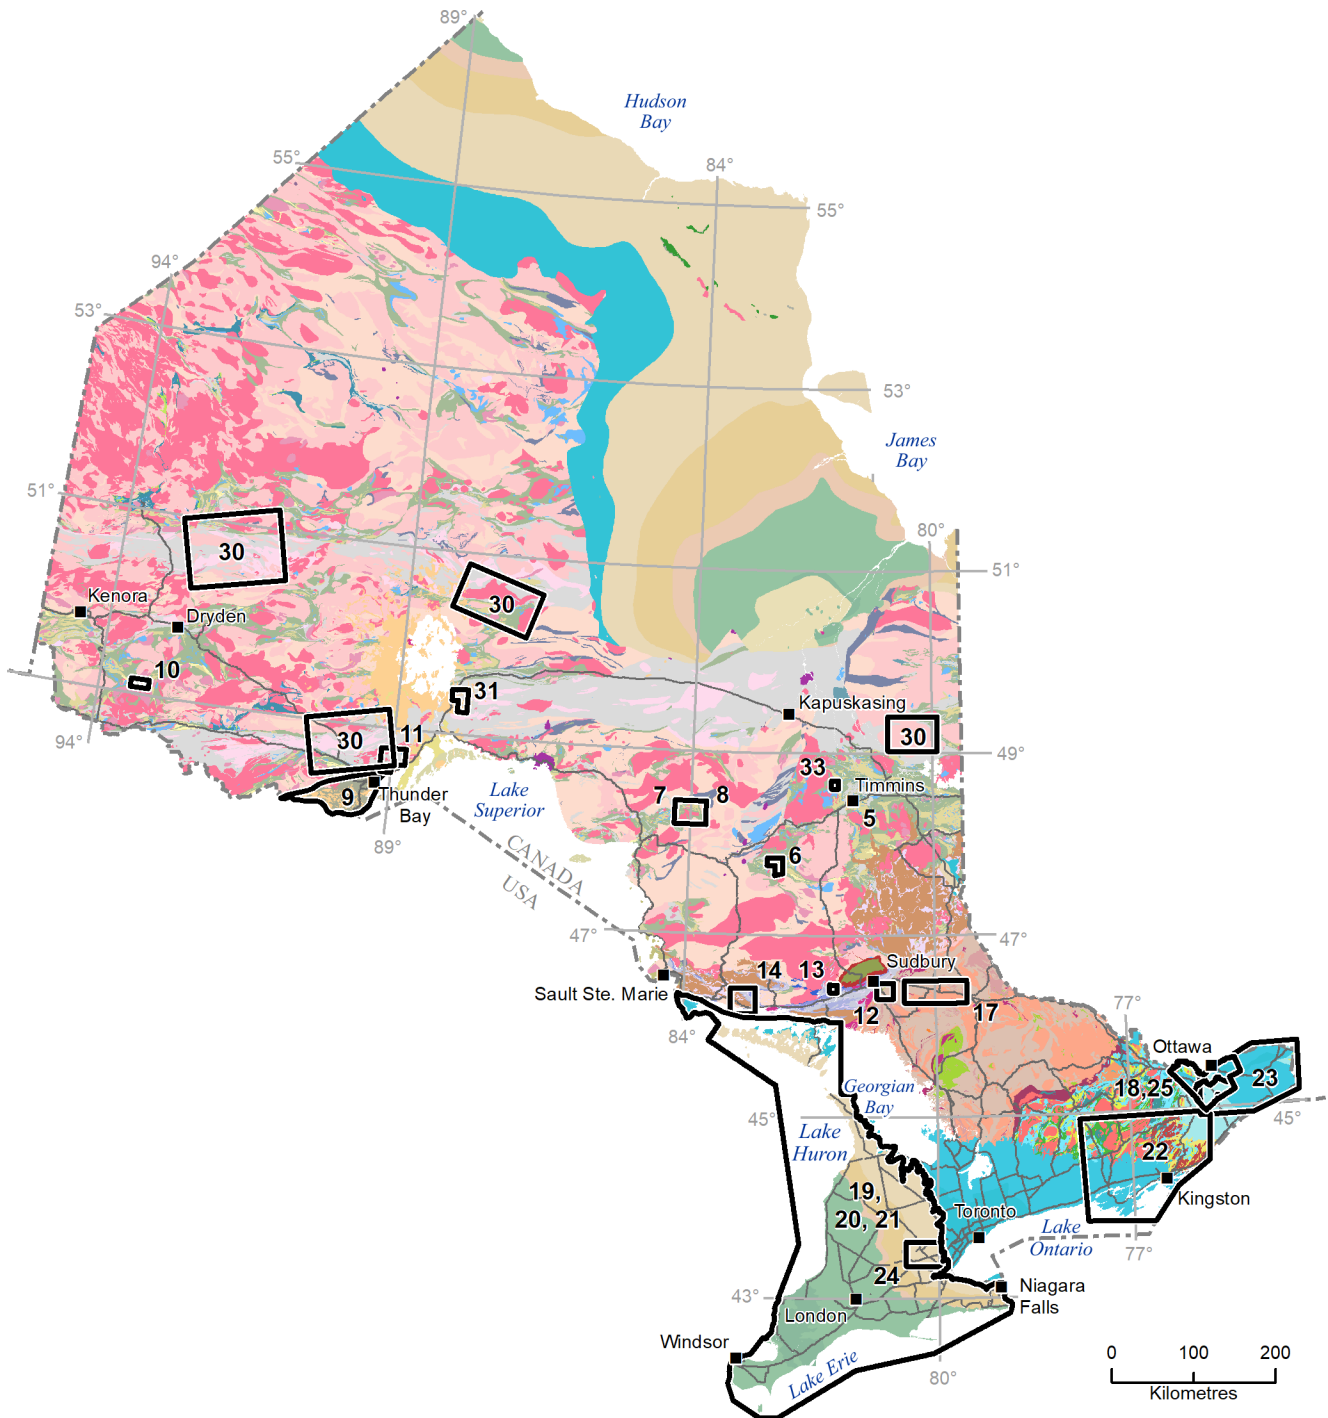 89°
Hudson
Bay
55°
84°
55°
94°
53°
53°
James
Bay
51°
80°
51°
30
30
Kenora
Dryden
10
31
Kapuskasing
94°
30
11
30
49°
33
Timmins
9
Thunder
Bay
Lake
Superior
7
8
5
89°
CANADA
USA
6
47°
47°
Sudbury
14
13
Sault Ste. Marie
12
17
77°
84°
Ottawa
Georgian
Bay
18,25
23
45°
45°
Lake
Huron
22
19,
20, 21
Kingston
Toronto
Lake
Ontario
77°
24
43°
Niagara
Falls
London
Windsor
Lake Erie
80°
0 100 200
Kilometres